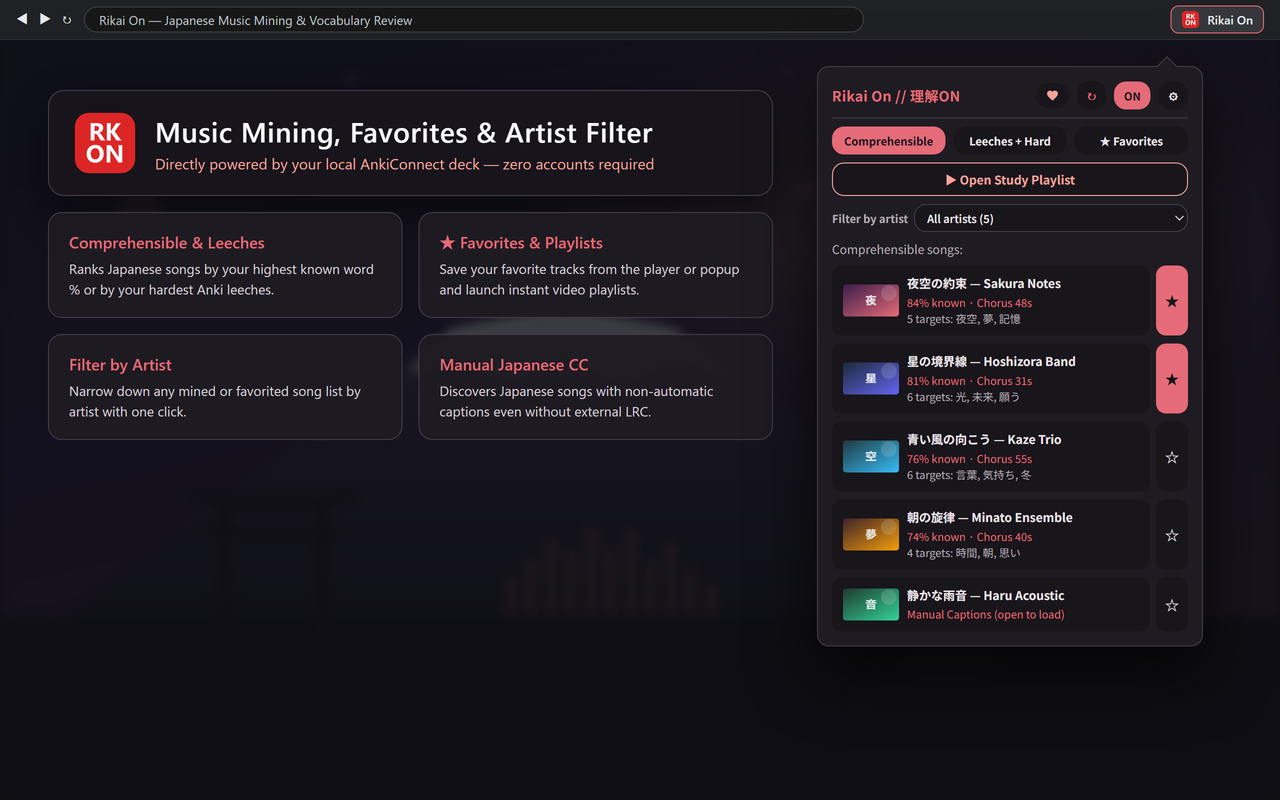 ◀ ▶ ↻ Rikai On — Japanese Music Mining & Vocabulary Review
RK ON Rikai On
RK
ON
Music Mining, Favorites & Artist Filter
Directly powered by your local AnkiConnect deck — zero accounts required
Comprehensible & Leeches
Ranks Japanese songs by your highest known word
% or by your hardest Anki leeches.
★ Favorites & Playlists
Save your favorite tracks from the player or popup
and launch instant video playlists.
Filter by Artist
Narrow down any mined or favorited song list by
artist with one click.
Manual Japanese CC
Discovers Japanese songs with non-automatic
captions even without external LRC.
Rikai On // 理解ON
ON
Comprehensible
Leeches + Hard
★ Favorites
▶ Open Study Playlist
Filter by artist
All artists (5)
Comprehensible songs:
夜
夜空の約束 — Sakura Notes
84% known · Chorus 48s
5 targets: 夜空, 夢, 記憶
★
星
星の境界線 — Hoshizora Band
81% known · Chorus 31s
6 targets: 光, 未来, 願う
★
空
青い風の向こう — Kaze Trio
76% known · Chorus 55s
6 targets: 言葉, 気持ち, 冬
☆
夢
朝の旋律 — Minato Ensemble
74% known · Chorus 40s
4 targets: 時間, 朝, 思い
☆
音
静かな雨音 — Haru Acoustic
Manual Captions (open to load)
☆